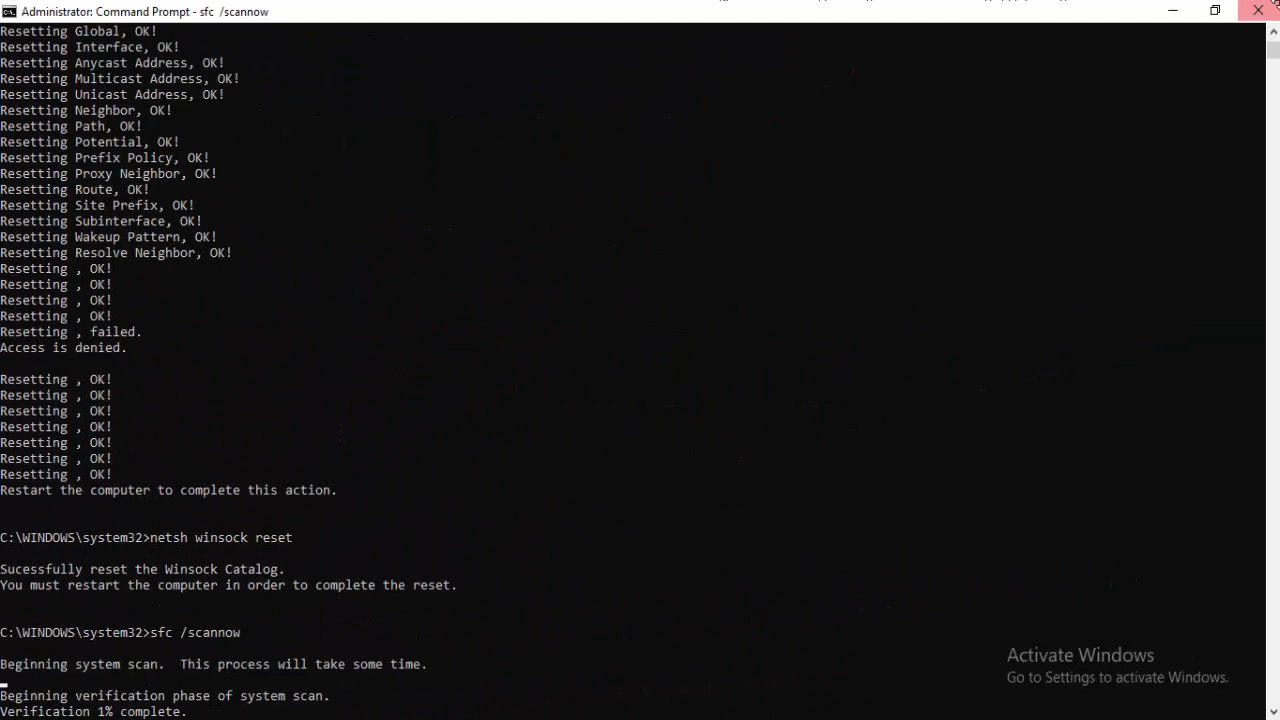 Administrator: Command Prompt - sfc /scannow
Resetting Global, OK!
Resetting Interface, OK!
Resetting Anycast Address, OK!
Resetting Multicast Address, OK!
Resetting Unicast Address, OK!
Resetting Neighbor, OK!
Resetting Path, OK!
Resetting Potential, OK!
Resetting Prefix Policy, OK!
Resetting Proxy Neighbor, OK!
Resetting Route, OK!
Resetting Site Prefix, OK!
Resetting Subinterface, OK!
Resetting Wakeup Pattern, OK!
Resetting Resolve Neighbor, OK!
Resetting , OK!
Resetting , OK!
Resetting , OK!
Resetting , OK!
Resetting , failed.
Access is denied.
Resetting , OK!
Resetting , OK!
Resetting , OK!
Resetting , OK!
Resetting , OK!
Resetting , OK!
Resetting , OK!
Restart the computer to complete this action.
C:\WINDOWS\system32>netsh winsock reset
Sucessfully reset the Winsock Catalog.
You must restart the computer in order to complete the reset.
C:\WINDOWS\system32>sfc /scannow
Beginning system scan.  This process will take some time.
Beginning verification phase of system scan.
Verification 1% complete.
Activate Windows
Go to Settings to activate Windows.